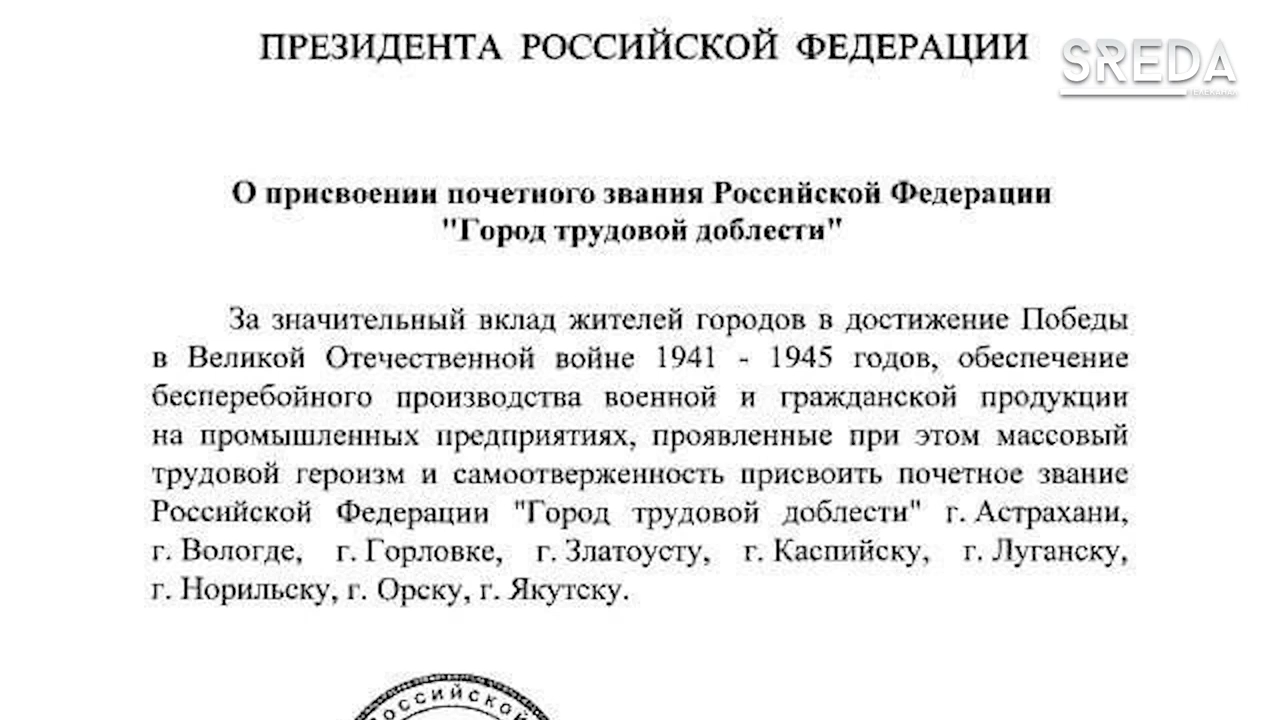 ПРЕЗИДЕНТА РОССИЙСКОЙ ФЕДЕРАЦИИ
SREDA
ТЕЛЕКАНАЛ
О присвоении почетного звания Российской Федерации
"Город трудовой доблести"
За значительный вклад жителей городов в достижение Победы
в Великой Отечественной войне 1941 - 1945 годов, обеспечение
бесперебойного производства военной и гражданской продукции
на промышленных предприятиях, проявленные при этом массовый
трудовой героизм и самоотверженность присвоить почетное звание
Российской Федерации "Город трудовой доблести" г. Астрахани,
г. Вологде, г. Горловке, г. Златоусту, г. Каспийску, г. Луганску,
г. Норильску, г. Орску, г. Якутску.
РОССИЙСКОЙ